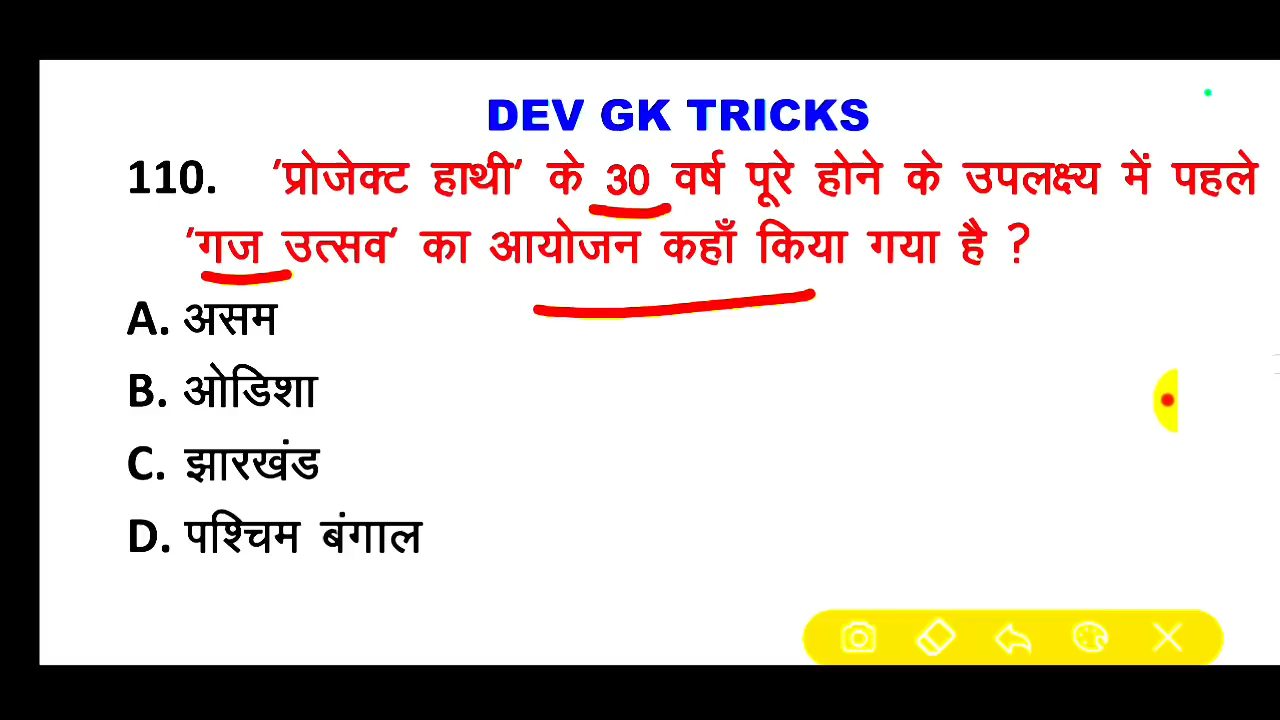 DEV GK TRICKS
110. 'प्रोजेक्ट हाथी' के 30 वर्ष पूरे होने के उपलक्ष्य में पहले
'गज उत्सव' का आयोजन कहाँ किया गया है ?
A. असम
B. ओडिशा
C. झारखंड
D. पश्चिम बंगाल